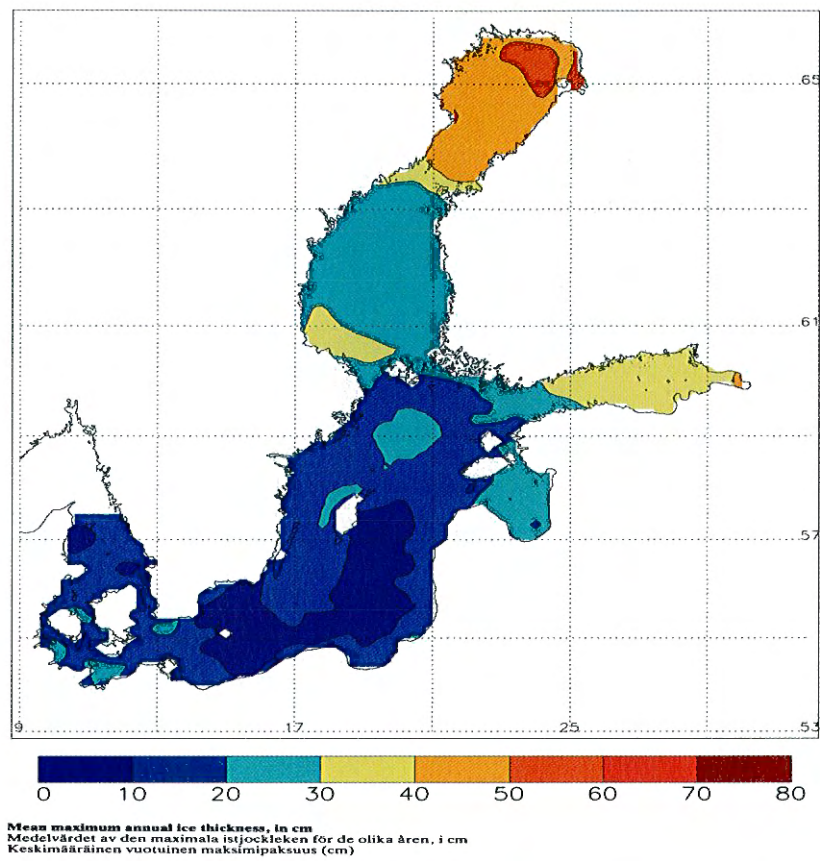 65
61
57
9 17 25 53
0 10 20 30 40 50 60 70 80
Mean maximum annual ice thickness, in cm
Medelvärdet av den maximala istjockleken för de olika åren, i cm
Keskimääräinen vuotuinen maksimipaksuus (cm)